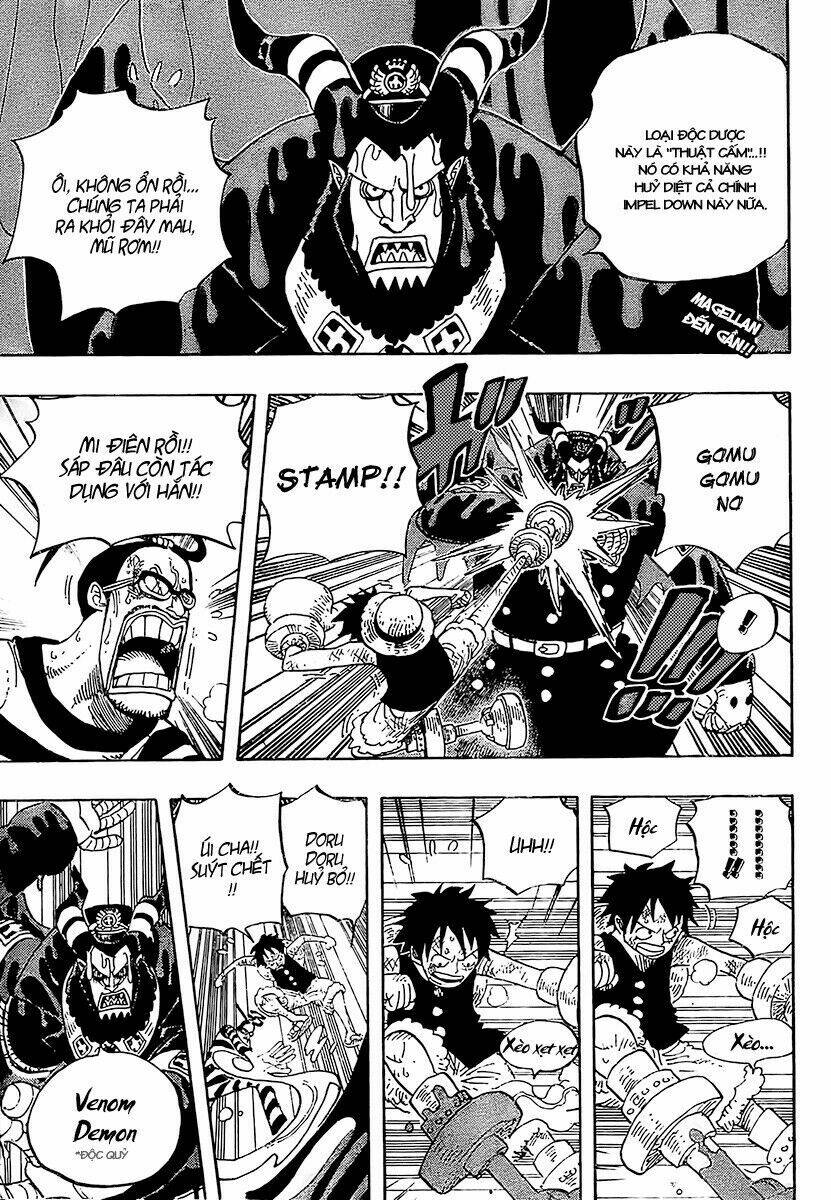 LOẠI ĐỘC DƯỢC
NÀY LÀ "THUẬT CẤM"...!!
NÓ CÓ KHẢ NĂNG
HUỶ DIỆT CẢ CHÍNH
IMPEL DOWN NÀY NỮA.
ÔI, KHÔNG ỔN RỒI...
CHÚNG TA PHẢI
RA KHỎI ĐÂY MAU,
MŨ RƠM!!
MAGELLAN
ĐẾN GẦN!!
GOMU
GOMU
NO
STAMP!!
!
MI ĐIÊN RỒI!!
SÁP ĐÂU CÒN TÁC
DỤNG VỚI HẮN!!
!!
Hộc
Hộc
Xèo...
UHH!!
Xèo xẹt xẹt
DORU
DORU
HUỶ BỎ!!
ÚI CHA!!
SUÝT CHẾT
!!
Venom
Demon
*ĐỘC QUỶ